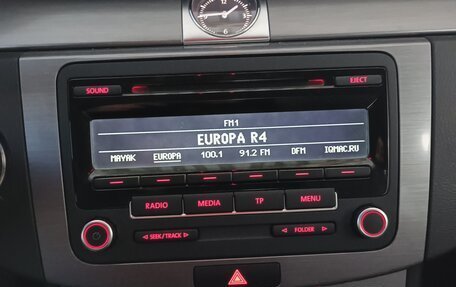 SOUND
EJECT
FM1
EUROPA R4
MAYAK EUROPA 100.1 91.2 FM DFM IQMAC.RU
RADIO MEDIA TP MENU
SEEK/TRACK FOLDER